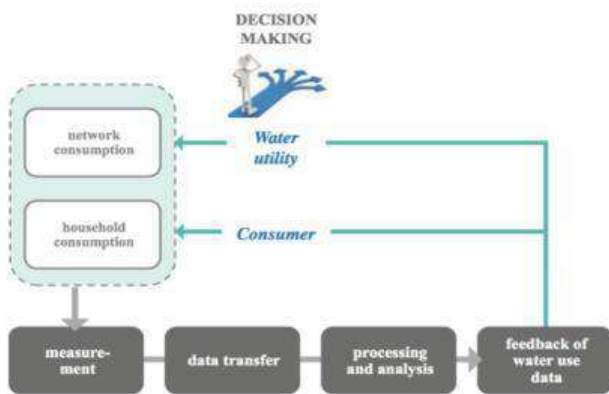 DECISION
MAKING
network
consumption
Water
utility
household
consumption
Consumer
measure-
ment
data transfer
processing
and analysis
feedback of
water use
data